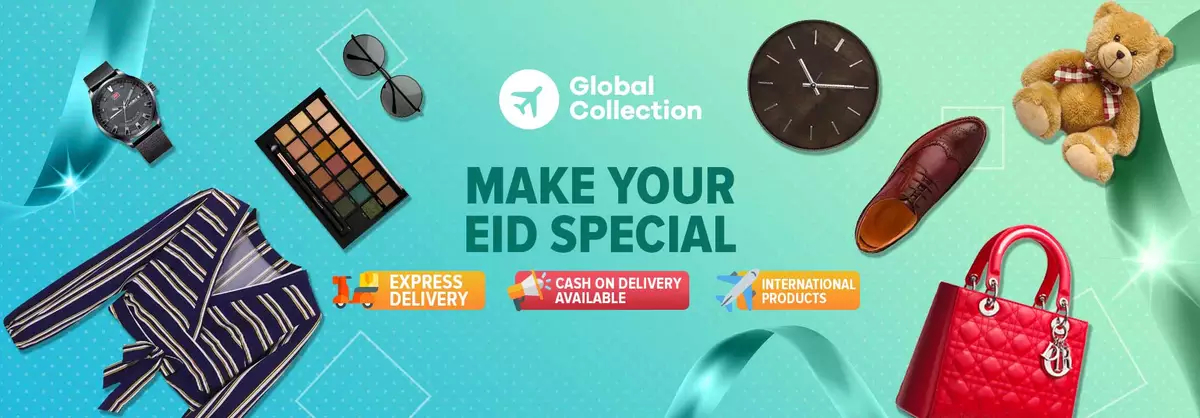 Global
Collection
MAKE YOUR
EID SPECIAL
EXPRESS
DELIVERY
CASH ON DELIVERY
AVAILABLE
INTERNATIONAL
PRODUCTS